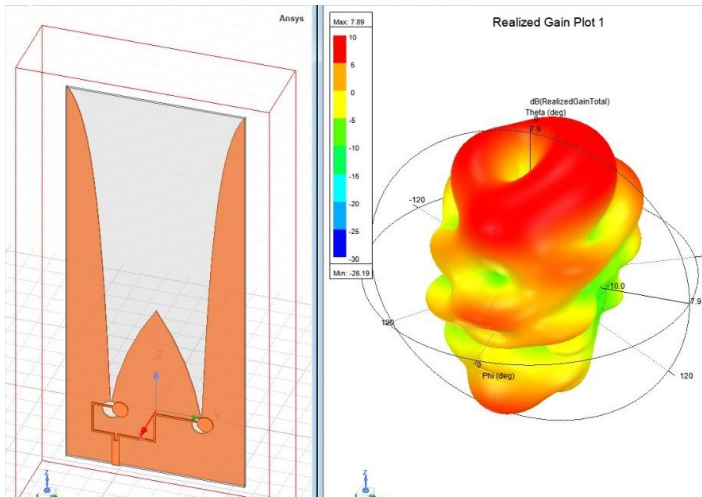 Ansys
Z
Y
Z
Max: 7.89
10
5
0
-5
-10
-15
-20
-25
-30
Min: -26.19
Realized Gain Plot 1
dB(RealizedGainTotal)
Theta (deg)
7.9
-120
-10.0
7.9
120
120
0
Phi (deg)
Z